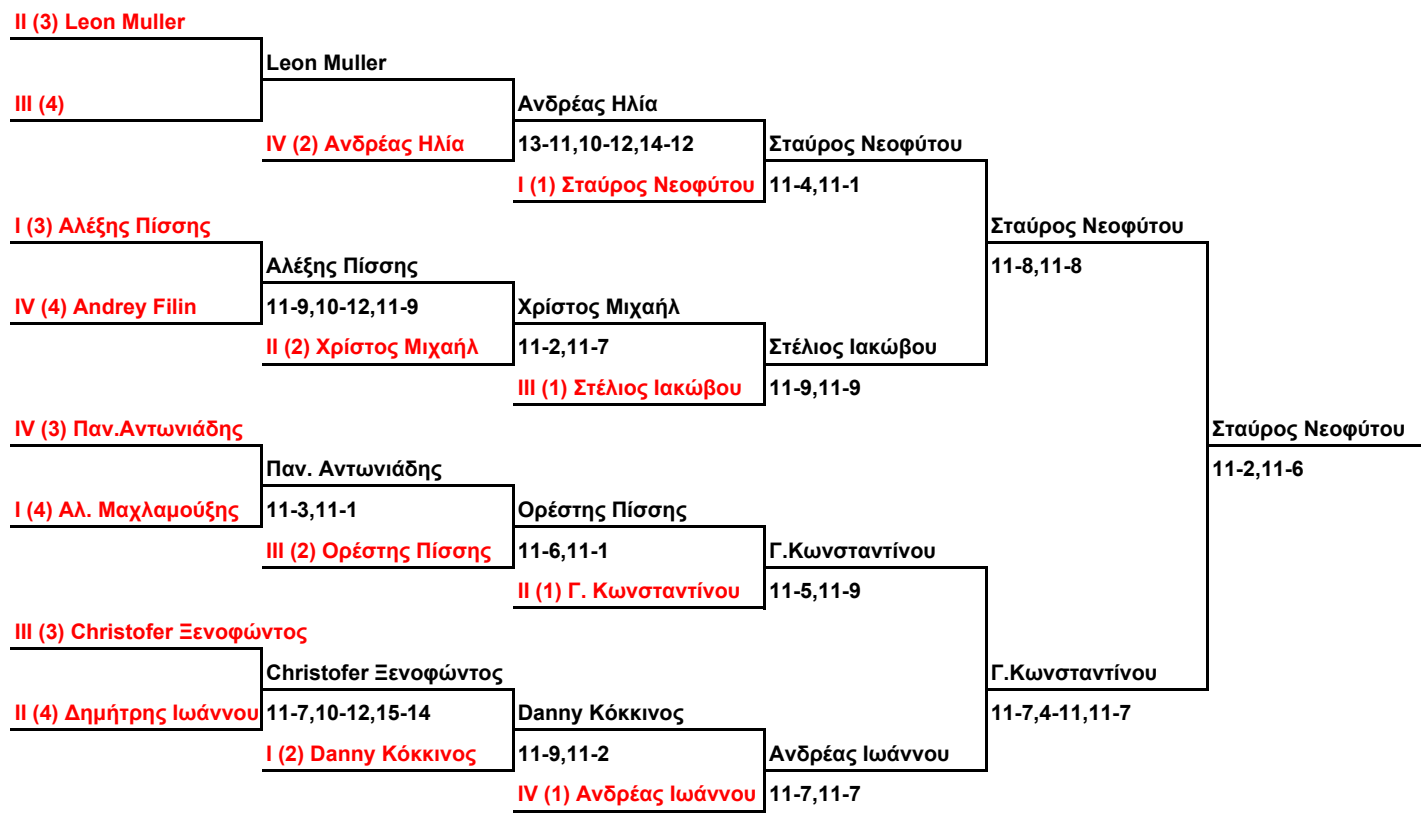 II (3) Leon Muller
Leon Muller
III (4)
Ανδρέας Ηλία
IV (2) Ανδρέας Ηλία
13-11,10-12,14-12
Σταύρος Νεοφύτου
I (1) Σταύρος Νεοφύτου
11-4,11-1
I (3) Αλέξης Πίσσης
Σταύρος Νεοφύτου
Αλέξης Πίσσης
11-8,11-8
IV (4) Andrey Filin
11-9,10-12,11-9
Χρίστος Μιχαήλ
II (2) Χρίστος Μιχαήλ
11-2,11-7
Στέλιος Ιακώβου
III (1) Στέλιος Ιακώβου
11-9,11-9
IV (3) Παν.Αντωνιάδης
Σταύρος Νεοφύτου
Παν. Αντωνιάδης
11-2,11-6
I (4) Αλ. Μαχλαμούξης
11-3,11-1
Ορέστης Πίσσης
III (2) Ορέστης Πίσσης
11-6,11-1
Γ.Κωνσταντίνου
II (1) Γ. Κωνσταντίνου
11-5,11-9
III (3) Christofer Ξενοφώντος
Christofer Ξενοφώντος
Γ.Κωνσταντίνου
II (4) Δημήτρης Ιωάννου
11-7,10-12,15-14
Danny Κόκκινος
11-7,4-11,11-7
I (2) Danny Κόκκινος
11-9,11-2
Ανδρέας Ιωάννου
IV (1) Ανδρέας Ιωάννου
11-7,11-7